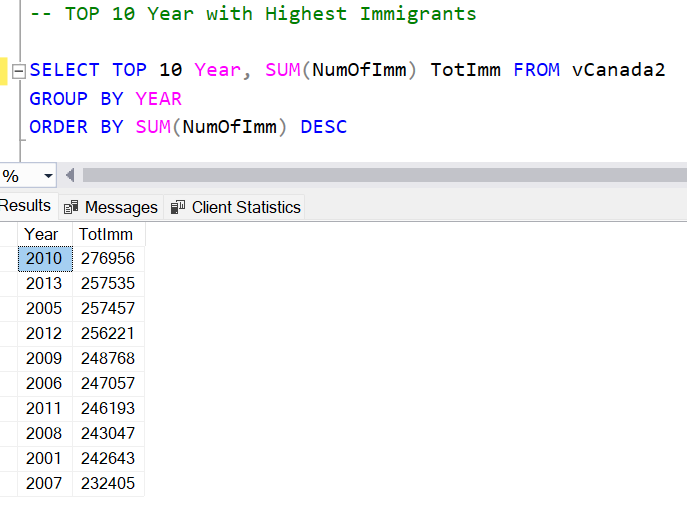 -- TOP 10 Year with Highest Immigrants
SELECT TOP 10 Year, SUM(NumOfImm) TotImm FROM vCanada2
GROUP BY YEAR
ORDER BY SUM(NumOfImm) DESC
%
Results Messages Client Statistics
Year TotImm
2010 276956
2013 257535
2005 257457
2012 256221
2009 248768
2006 247057
2011 246193
2008 243047
2001 242643
2007 232405